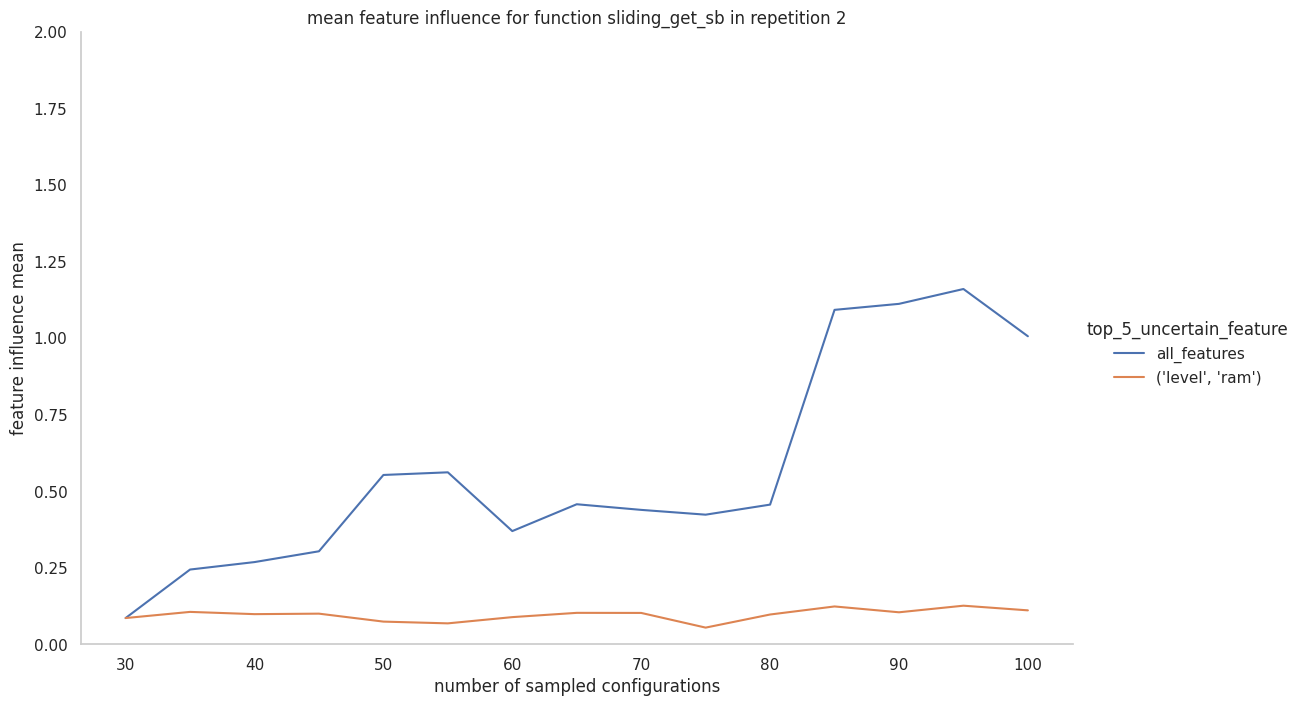 mean feature influence for function sliding_get_sb in repetition 2
2.00
1.75
1.50
1.25
1.00
0.75
0.50
0.25
0.00
feature influence mean
30 40 50 60 70 80 90 100
number of sampled configurations
top_5_uncertain_feature
all_features
('level', 'ram')